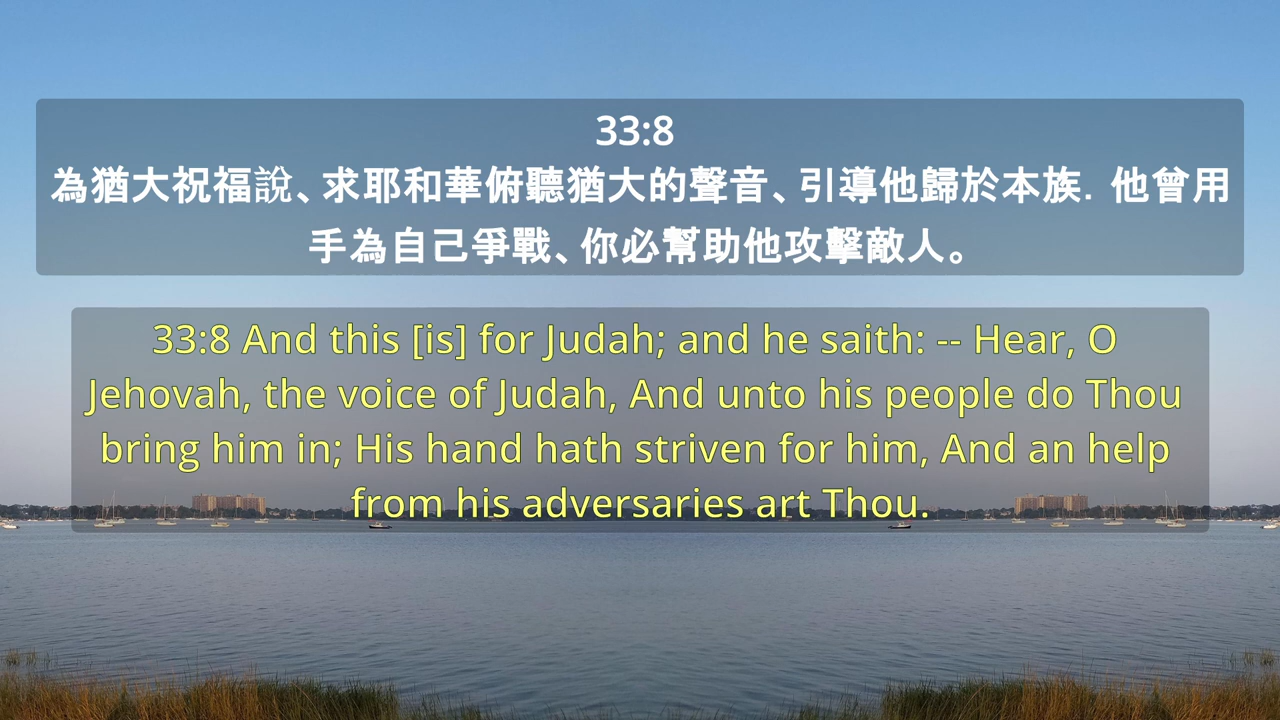 33:8
為猶大祝福說、求耶和華俯聽猶大的聲音、引導他歸於本族. 他曾用
手為自己爭戰、你必幫助他攻擊敵人。
33:8 And this [is] for Judah; and he saith: -- Hear, O
Jehovah, the voice of Judah, And unto his people do Thou
bring him in; His hand hath striven for him, And an help
from his adversaries art Thou.